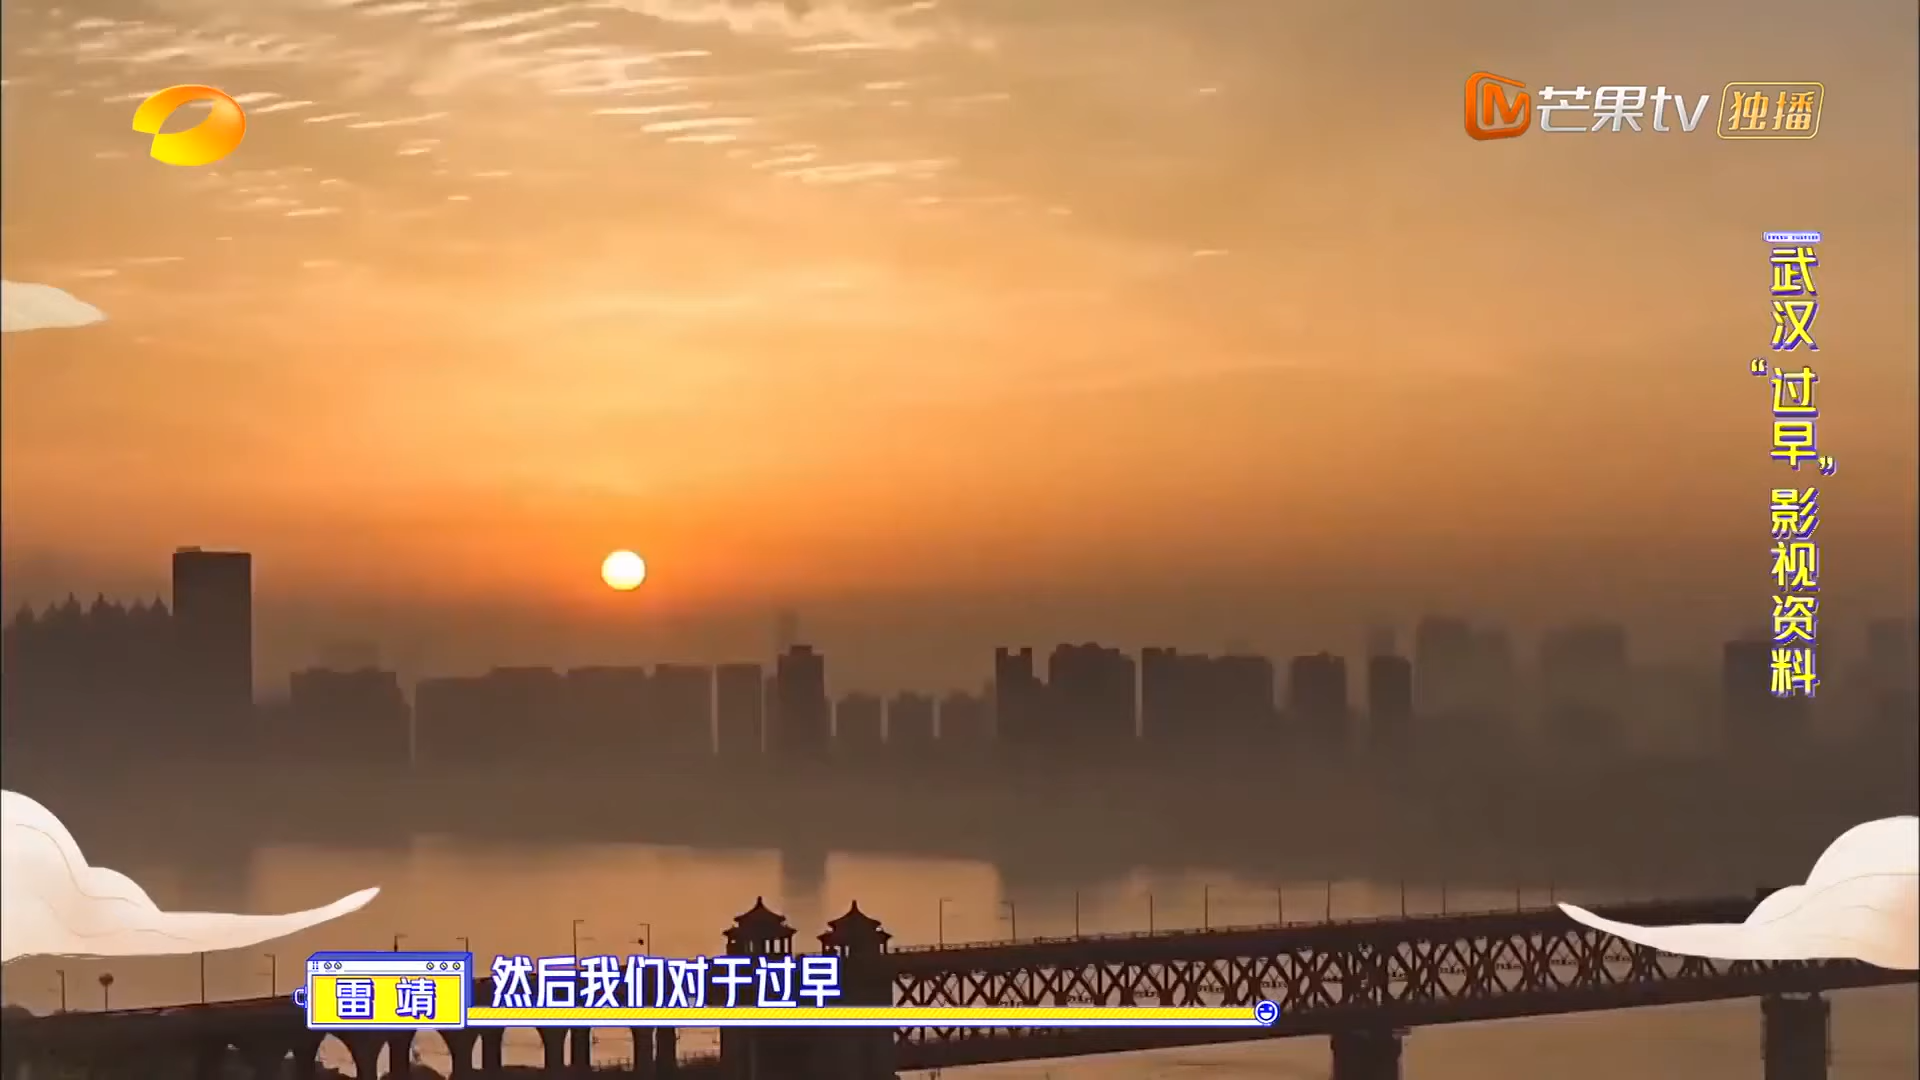 芒果tv 独播
武汉“过早”影视资料
雷靖
然后我们对于过早